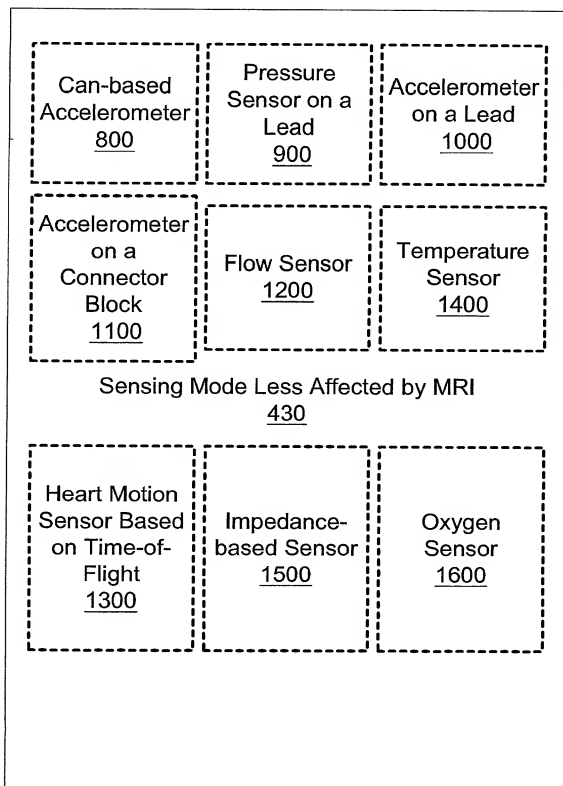 Can-based
Accelerometer
800
Pressure
Sensor on a
Lead
900
Accelerometer
on a Lead
1000
Accelerometer
on a
Connector
Block
1100
Flow Sensor
1200
Temperature
Sensor
1400
Sensing Mode Less Affected by MRI
430
Heart Motion
Sensor Based
on Time-of-
Flight
1300
Impedance-
based Sensor
1500
Oxygen
Sensor
1600